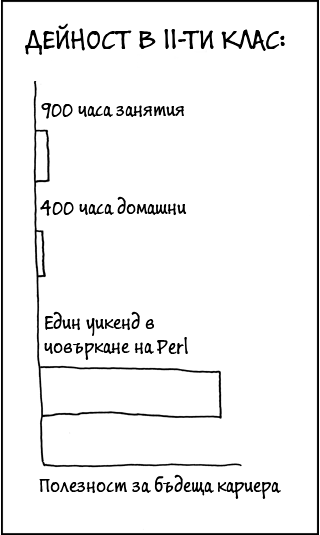 ДЕЙНОСТ В 11-ТИ КЛАС:
900 часа занятия
400 часа домашни
Един уикенд в
човъркане на Perl
Полезност за бъдеща кариера